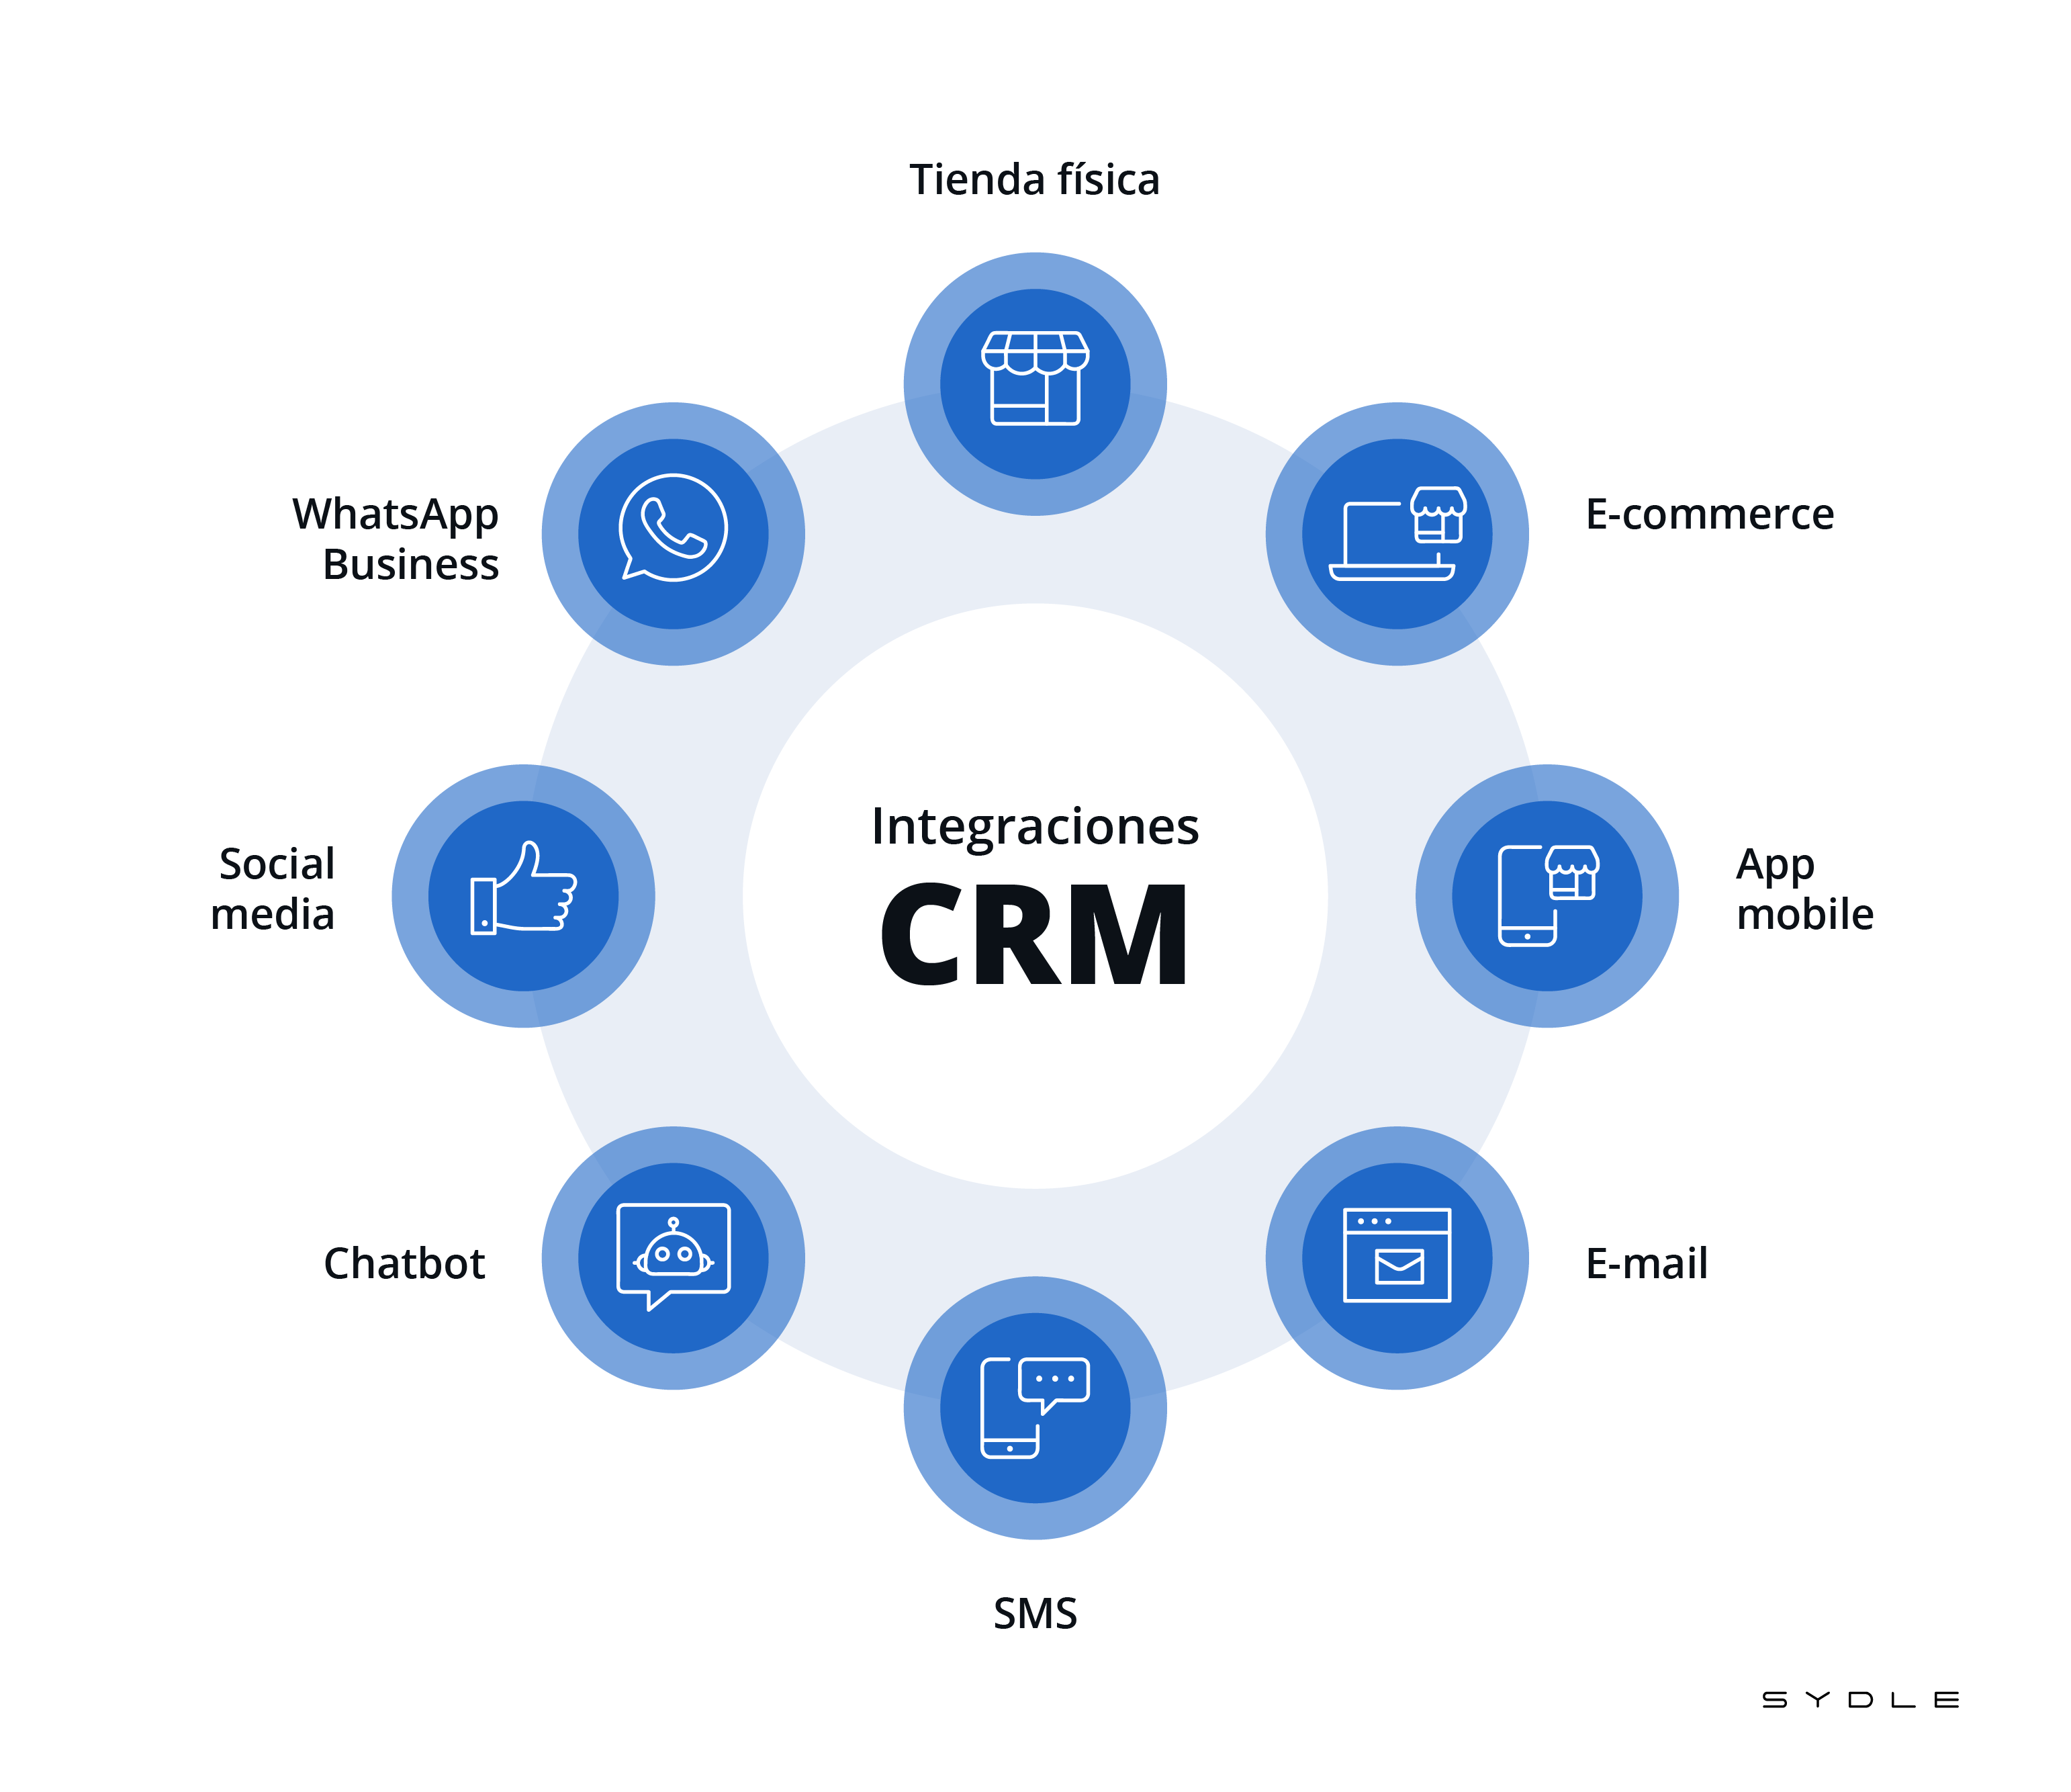 Tienda física
WhatsApp
Business
E-commerce
Social
media
Integraciones
CRM
App
mobile
Chatbot
E-mail
SMS
SYDLE